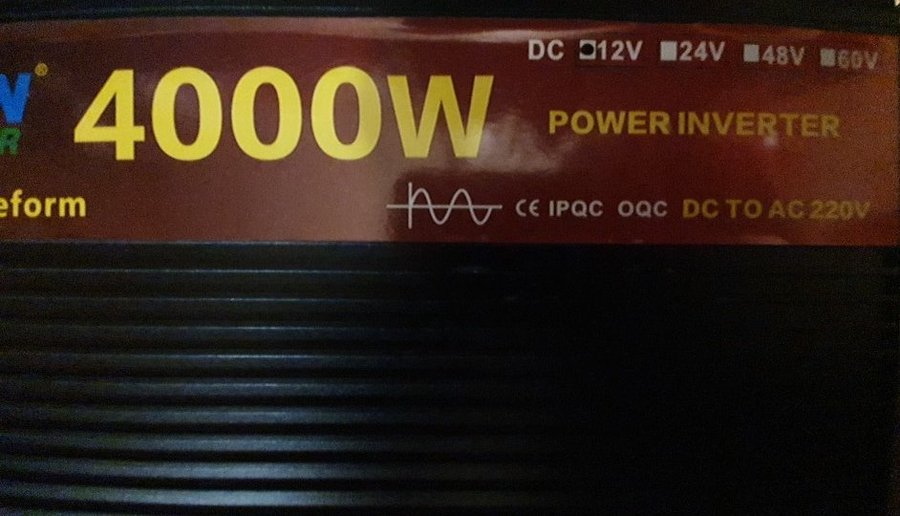 DC 12V 24V 48V 60V
W®
4000W
POWER INVERTER
R
eform
CE IPQC OQC DC TO AC 220V